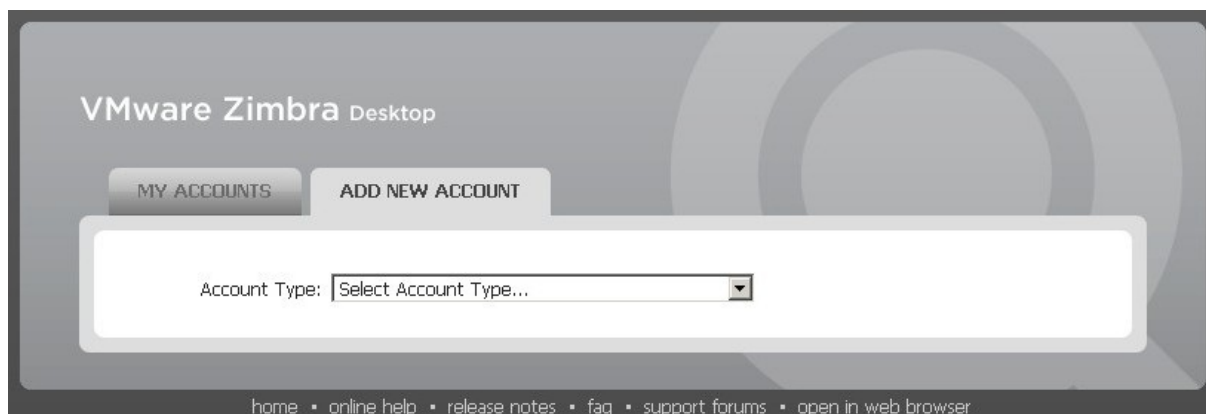 VMware Zimbra Desktop
MY ACCOUNTS
ADD NEW ACCOUNT
Account Type: Select Account Type...
home ▪ online help ▪ release notes ▪ faq ▪ support forums ▪ open in web browser